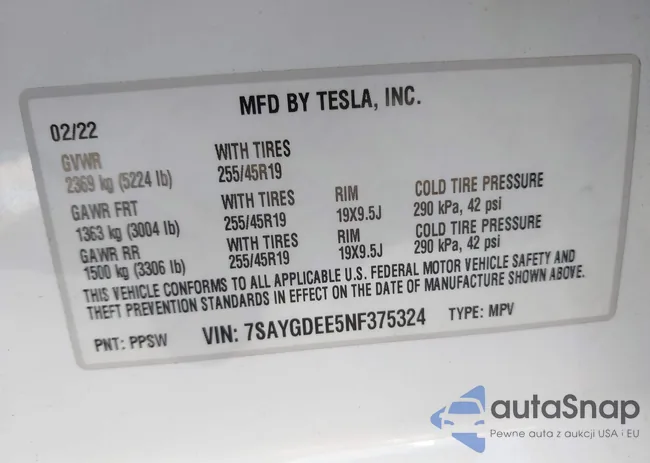 MFD BY TESLA, INC.
02/22
GVWR WITH TIRES
2369 kg (5224 lb) 255/45R19
GAWR FRT WITH TIRES RIM COLD TIRE PRESSURE
1363 kg (3004 lb) 255/45R19 19X9.5J 290 kPa, 42 psi
GAWR RR WITH TIRES RIM COLD TIRE PRESSURE
1500 kg (3306 lb) 255/45R19 19X9.5J 290 kPa, 42 psi
THIS VEHICLE CONFORMS TO ALL APPLICABLE U.S. FEDERAL MOTOR VEHICLE SAFETY AND
THEFT PREVENTION STANDARDS IN EFFECT ON THE DATE OF MANUFACTURE SHOWN ABOVE.
PNT: PPSW VIN: 7SAYGDEE5NF375324 TYPE: MPV
autaSnap
Pewne auta z aukcji USA i EU